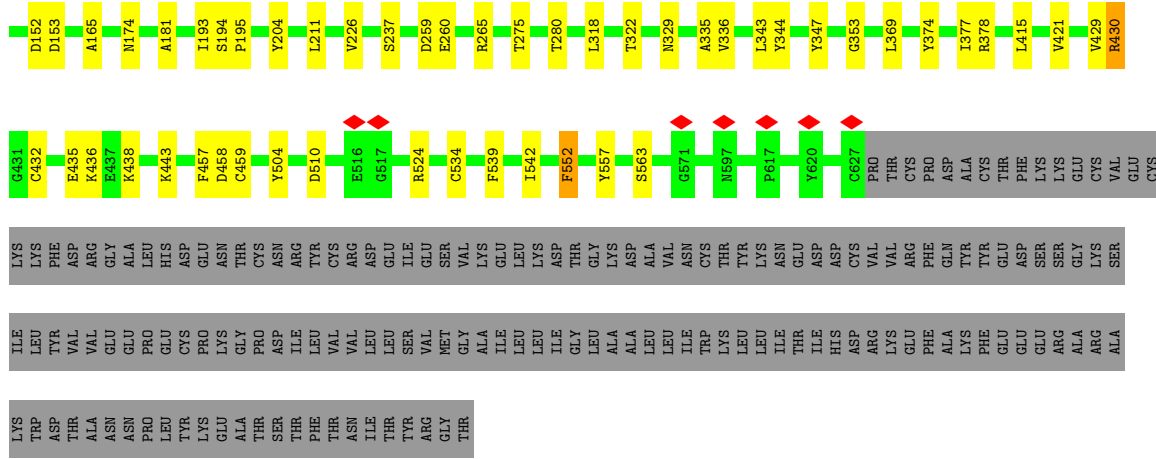 D152 D153 A165 N174 A181 I193 S194 P195 Y204 L211 V226 S237 D259 E260 R265 T275 T280 L318 T322 N329 A335 V336 L343 Y344 Y347 G353 L369 Y374 I377 R378 L415 V421 V429 R430
G431 C432 E435 K436 E437 K438 K443 F457 D458 C459 Y504 D510 E516 G517 R524 C534 F539 I542 F552 Y557 S563 G571 N597 P617 Y620 C627 PRO THR CYS PRO ASP ALA CYS THR PHE LYS LYS GLU CYS VAL GLU CYS
LYS LYS PHE ASP ARG GLY ALA LEU HIS ASP GLU ASN THR CYS ASN ARG TYR CYS ARG ASP GLU ILE GLU SER VAL LYS GLU LEU LYS ASP THR GLY LYS ASP ALA VAL ASN CYS THR TYR LYS ASN GLU ASP ASP CYS VAL VAL ARG PHE GLN TYR TYR GLU ASP SER SER GLY LYS SER
ILE LEU TYR VAL VAL GLU GLU PRO GLU CYS PRO LYS GLY PRO ASP ILE LEU VAL VAL LEU LEU SER VAL MET GLY ALA ILE LEU LEU ILE GLY LEU ALA ALA LEU LEU ILE TRP LYS LEU LEU ILE THR ILE HIS ASP ARG LYS GLU PHE ALA LYS PHE GLU GLU GLU ARG ALA ARG ALA
LYS TRP ASP THR ALA ASN ASN PRO LEU TYR LYS GLU ALA THR SER THR PHE THR ASN ILE THR TYR ARG GLY THR